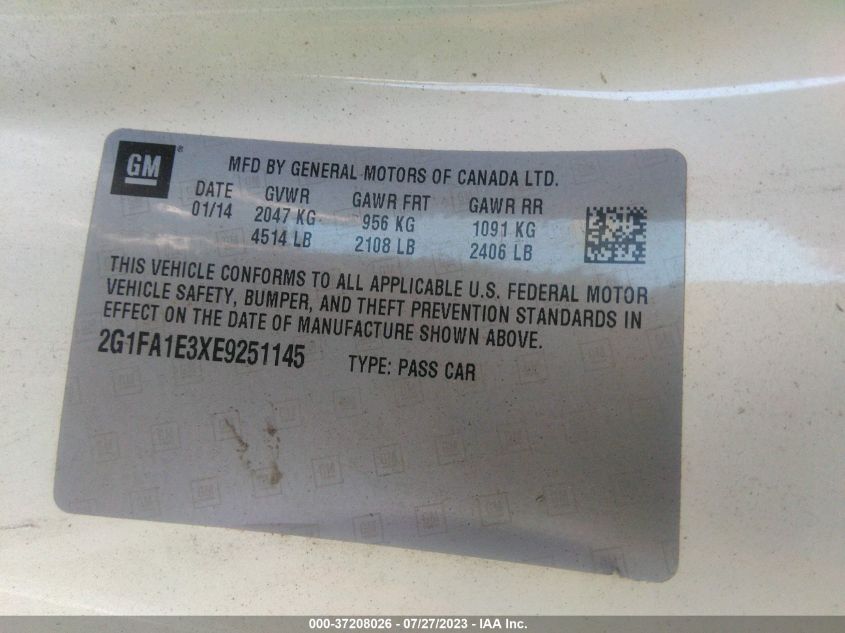 GM®
MFD BY GENERAL MOTORS OF CANADA LTD.
DATE GVWR GAWR FRT GAWR RR
01/14 2047 KG 956 KG 1091 KG
4514 LB 2108 LB 2406 LB
THIS VEHICLE CONFORMS TO ALL APPLICABLE U.S. FEDERAL MOTOR
VEHICLE SAFETY, BUMPER, AND THEFT PREVENTION STANDARDS IN
EFFECT ON THE DATE OF MANUFACTURE SHOWN ABOVE.
2G1FA1E3XE9251145 TYPE: PASS CAR
000-37208026 - 07/27/2023 - IAA Inc.